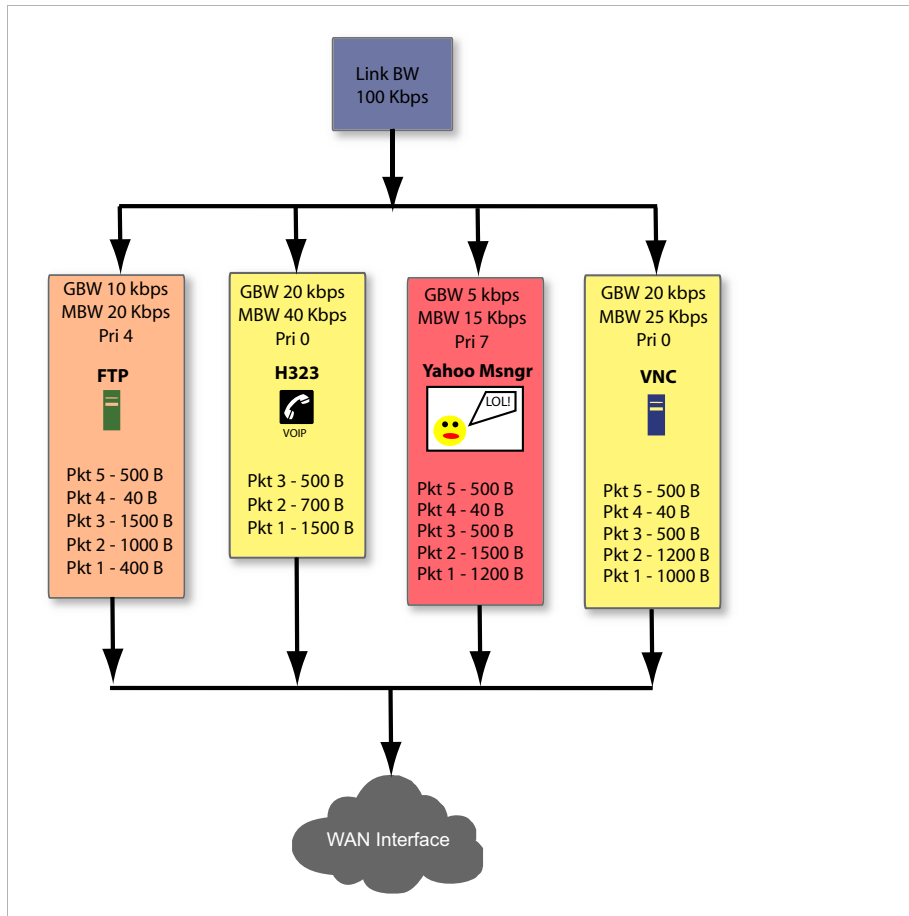 Link BW
100 Kbps
GBW 10 kbps
MBW 20 Kbps
Pri 4
FTP
Pkt 5 - 500 B
Pkt 4 - 40 B
Pkt 3 - 1500 B
Pkt 2 - 1000 B
Pkt 1 - 400 B
GBW 20 kbps
MBW 40 Kbps
Pri 0
H323
VOIP
Pkt 3 - 500 B
Pkt 2 - 700 B
Pkt 1 - 1500 B
GBW 5 kbps
MBW 15 Kbps
Pri 7
Yahoo Msngr
LOL!
Pkt 5 - 500 B
Pkt 4 - 40 B
Pkt 3 - 500 B
Pkt 2 - 1500 B
Pkt 1 - 1200 B
GBW 20 kbps
MBW 25 Kbps
Pri 0
VNC
Pkt 5 - 500 B
Pkt 4 - 40 B
Pkt 3 - 500 B
Pkt 2 - 1200 B
Pkt 1 - 1000 B
WAN Interface